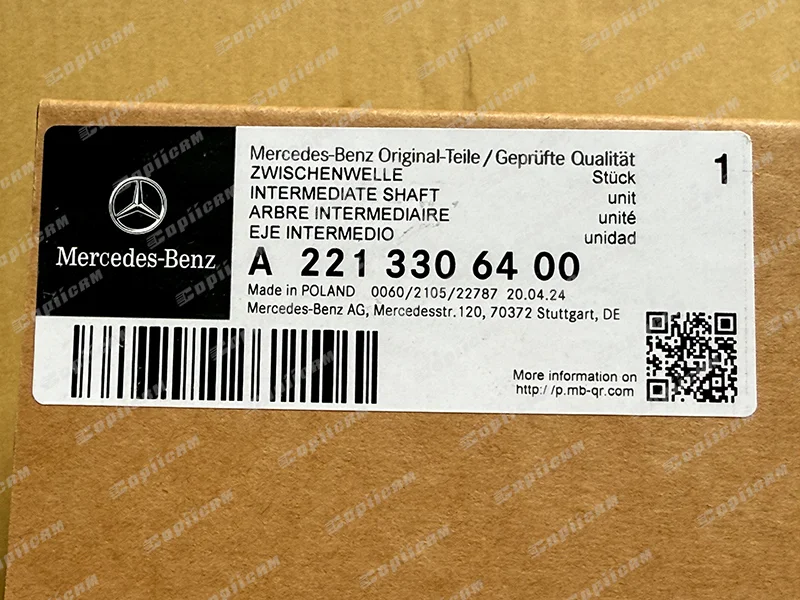 Mercedes-Benz
Mercedes-Benz Original-Teile/Geprüfte Qualität
ZWISCHENWELLE Stück
INTERMEDIATE SHAFT unit
ARBRE INTERMEDIAIRE unité
EJE INTERMEDIO unidad
1
A 221 330 64 00
Made in POLAND 0060/2105/22787 20.04.24
Mercedes-Benz AG, Mercedesstr.120, 70372 Stuttgart, DE
More information on
http://p.mb-qr.com
Copiicam